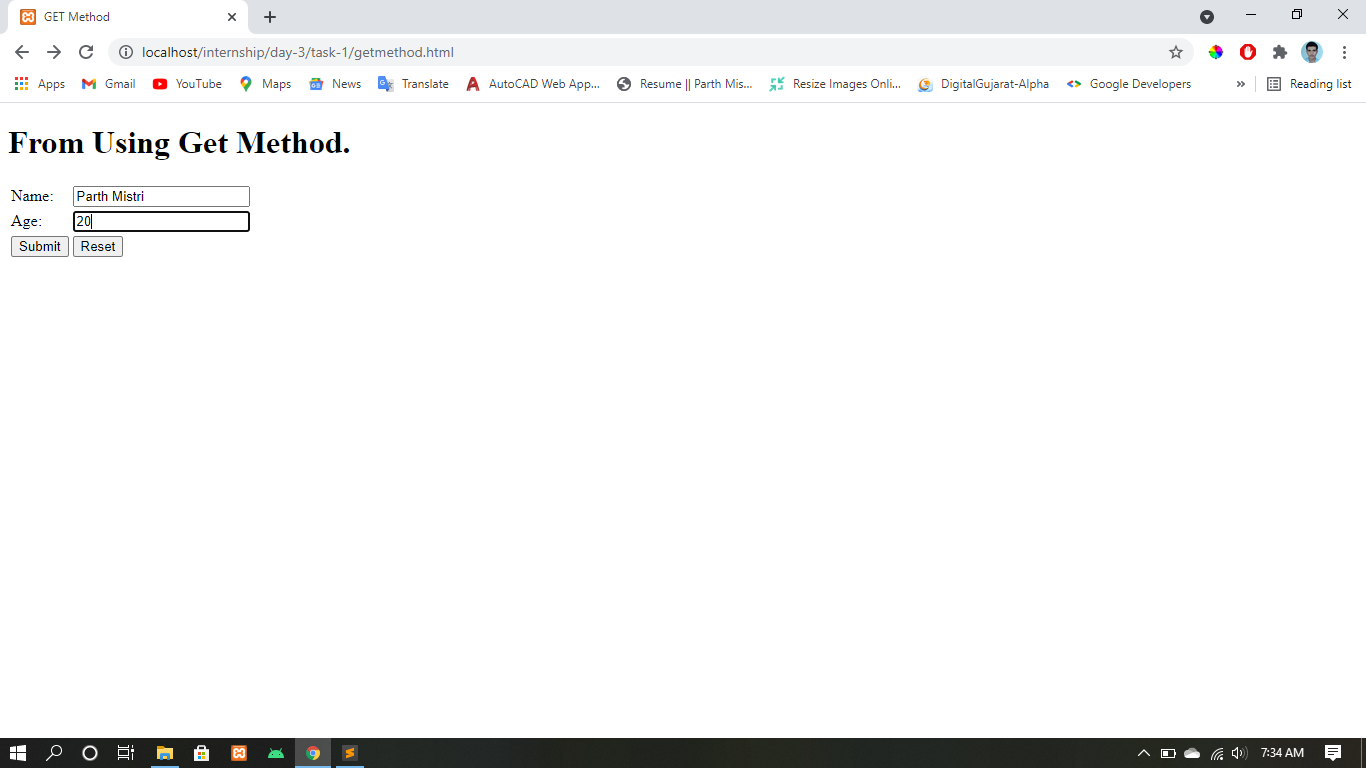 GET Method
localhost/internship/day-3/task-1/getmethod.html
Apps Gmail YouTube Maps News Translate AutoCAD Web App... Resume || Parth Mis... Resize Images Onli... DigitalGujarat-Alpha Google Developers » Reading list
From Using Get Method.
Name: Parth Mistri
Age: 20
Submit Reset
7:34 AM